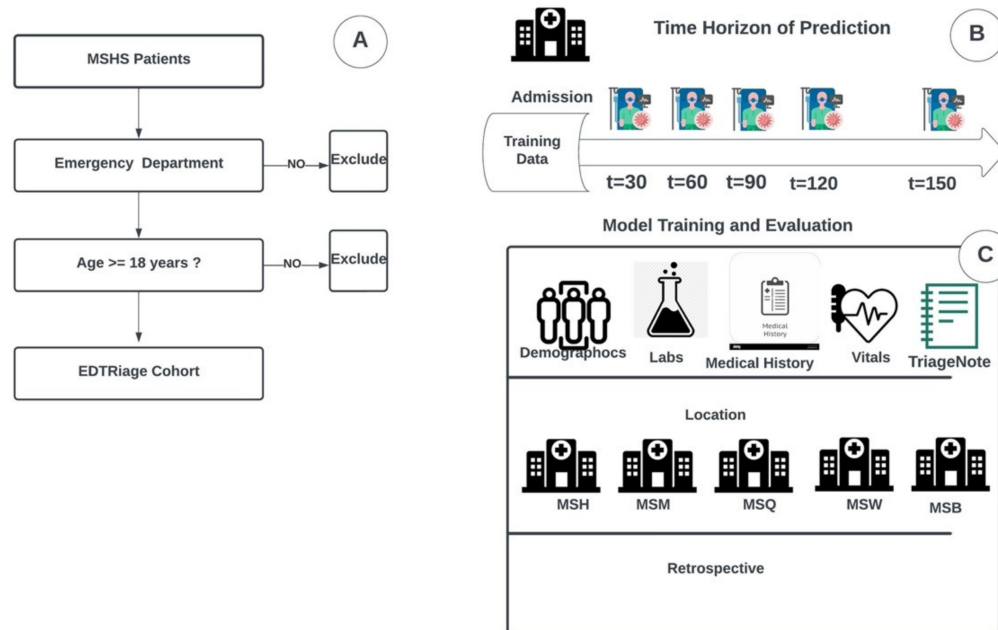 A
MSHS Patients
Emergency Department
NO
Exclude
Age >= 18 years ?
NO
Exclude
EDTRiage Cohort
Time Horizon of Prediction
B
Admission
Training
Data
t=30
t=60
t=90
t=120
t=150
Model Training and Evaluation
C
Medical
History
Demographocs
Labs
Medical History
Vitals
TriageNote
Location
MSH
MSM
MSQ
MSW
MSB
Retrospective